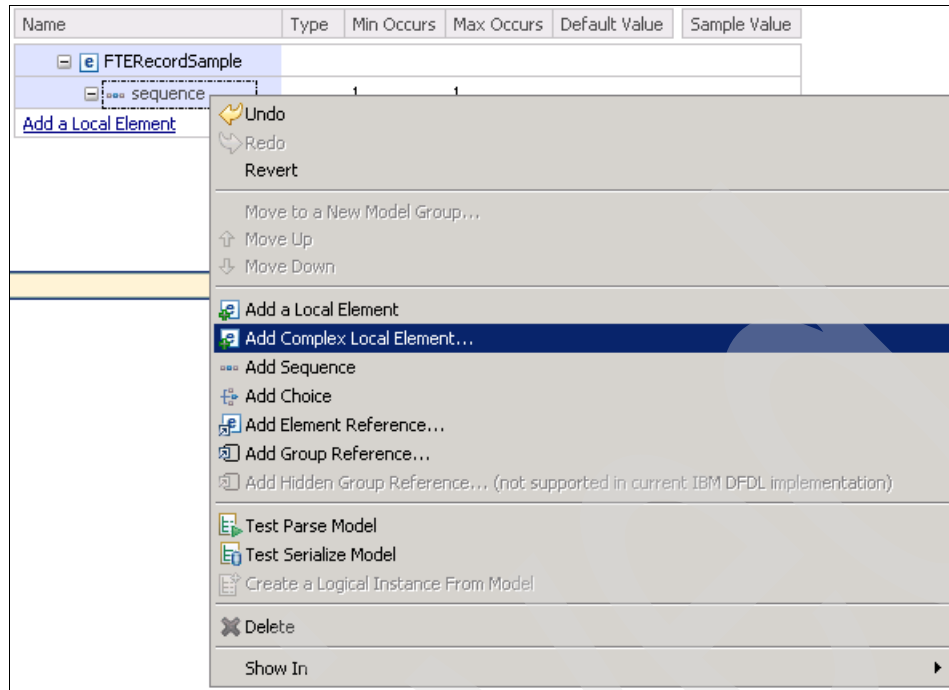 Name Type Min Occurs Max Occurs Default Value Sample Value
e FTERecordSample
sequence 1 1
Add a Local Element
Undo
Redo
Revert
Move to a New Model Group...
Move Up
Move Down
Add a Local Element
Add Complex Local Element...
Add Sequence
Add Choice
Add Element Reference...
Add Group Reference...
Add Hidden Group Reference... (not supported in current IBM DFDL implementation)
Test Parse Model
Test Serialize Model
Create a Logical Instance From Model
Delete
Show In